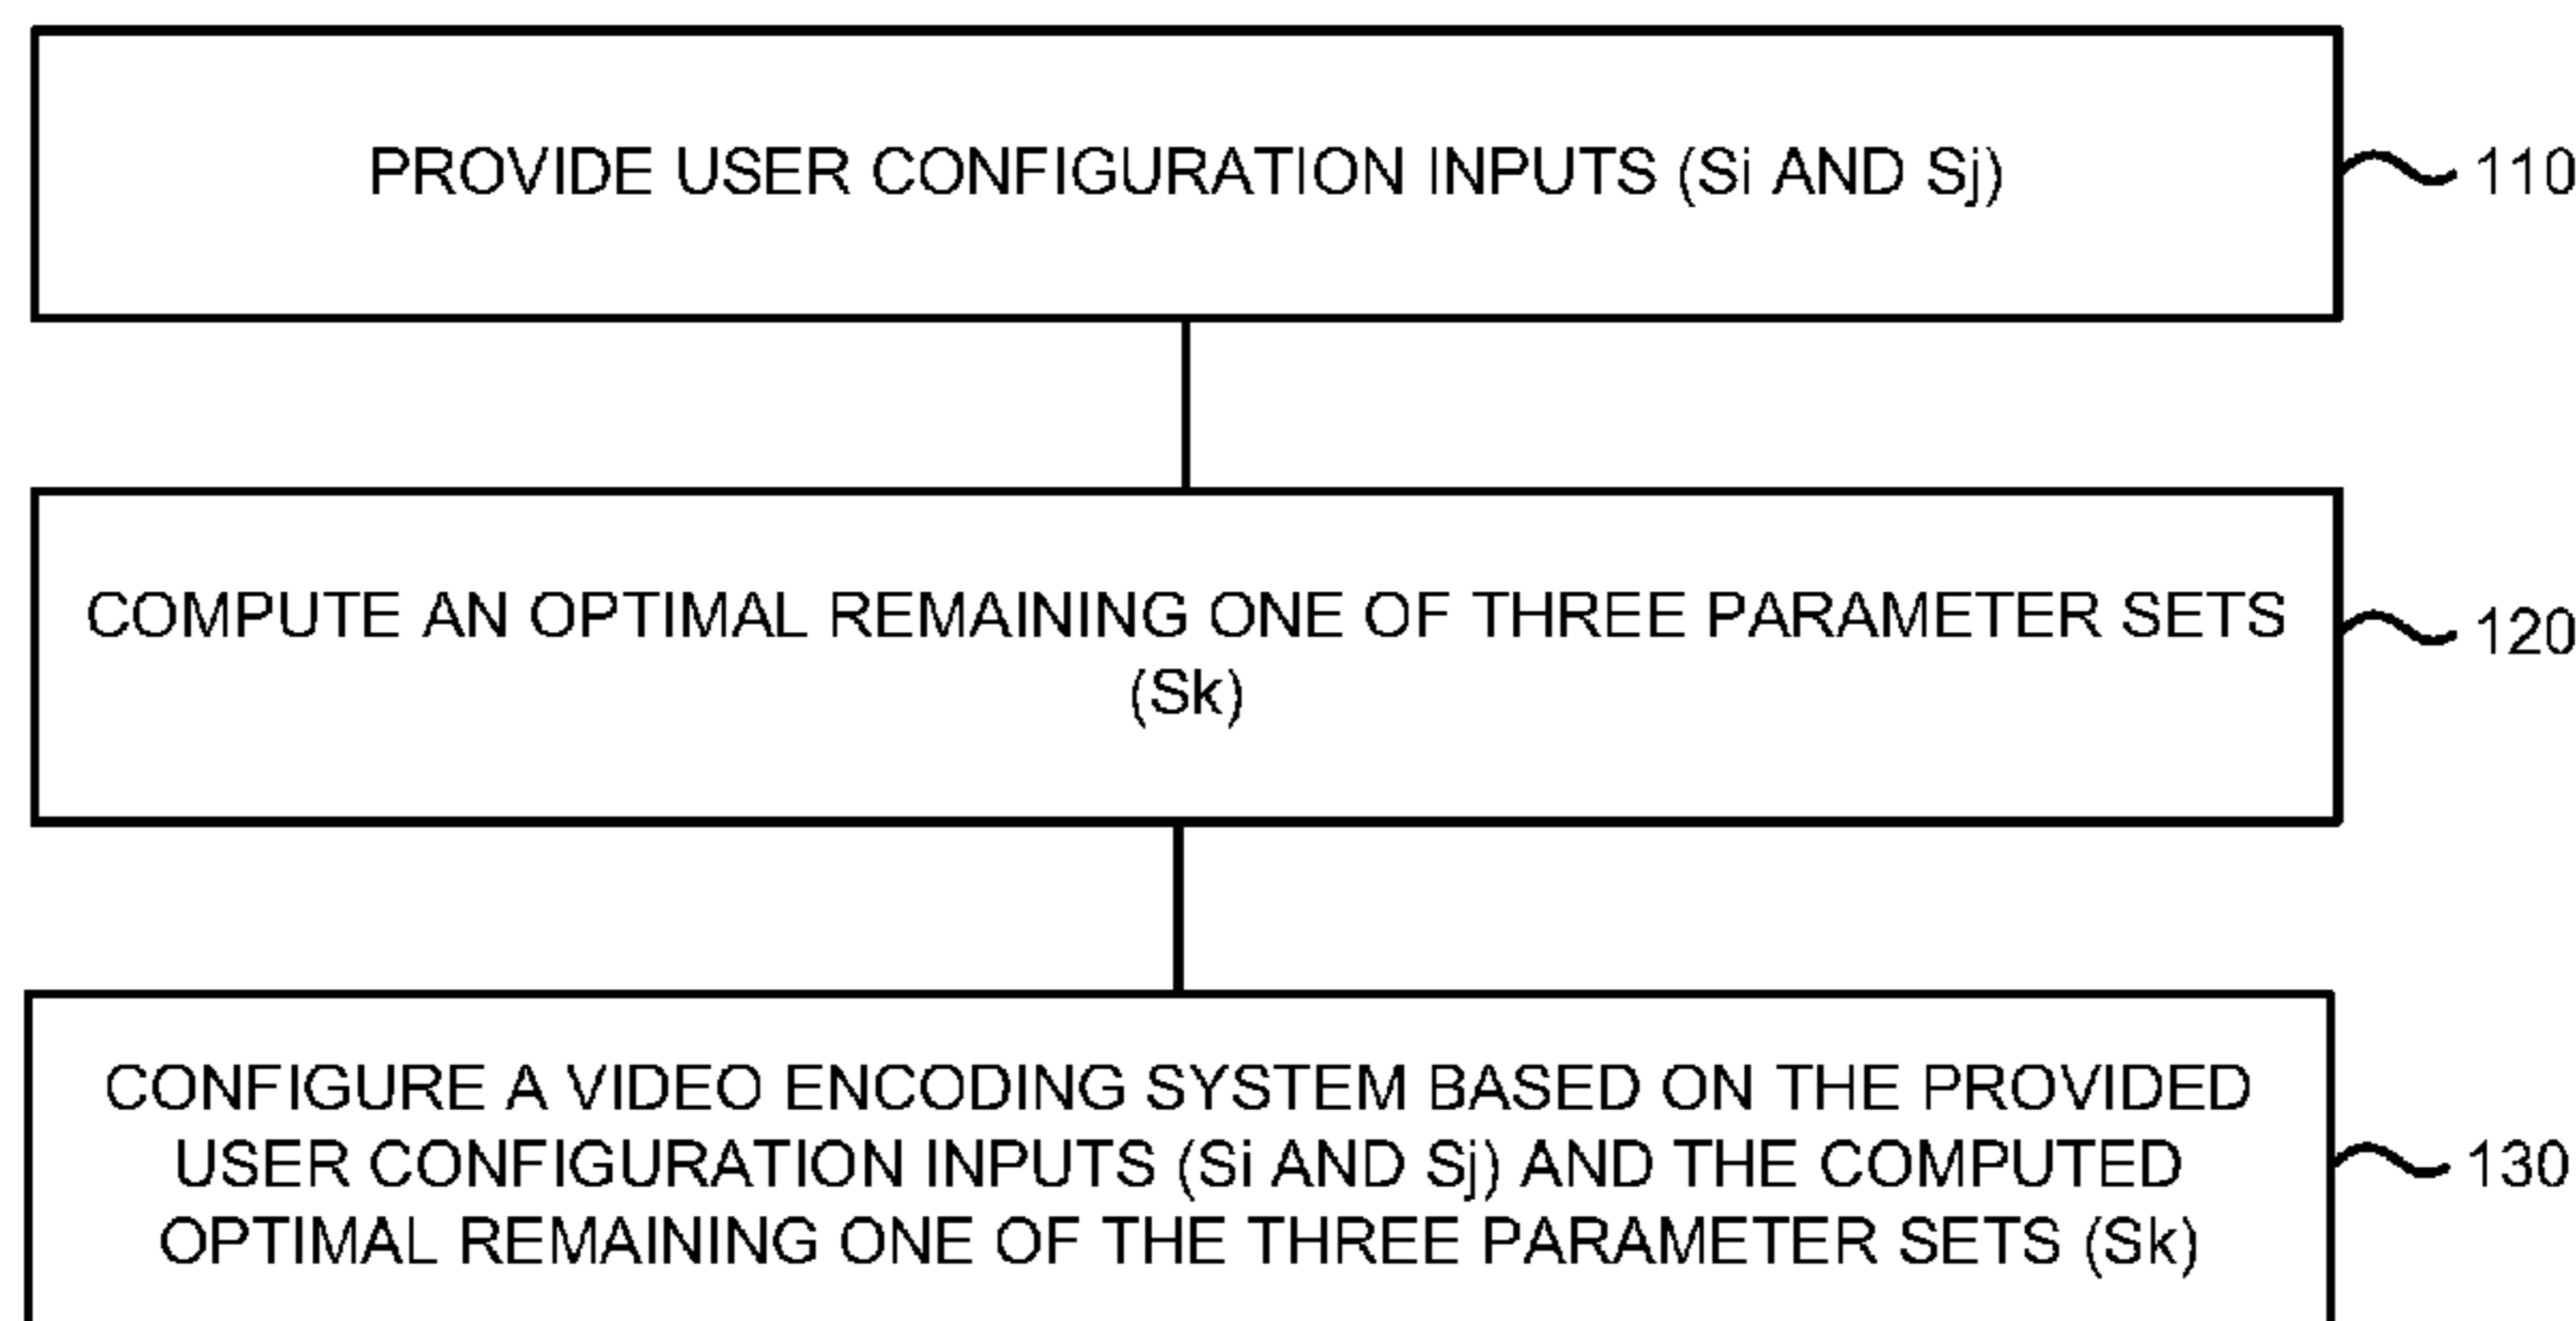 PROVIDE USER CONFIGURATION INPUTS (Si AND Sj)
110
COMPUTE AN OPTIMAL REMAINING ONE OF THREE PARAMETER SETS
(Sk)
120
CONFIGURE A VIDEO ENCODING SYSTEM BASED ON THE PROVIDED
USER CONFIGURATION INPUTS (Si AND Sj) AND THE COMPUTED
OPTIMAL REMAINING ONE OF THE THREE PARAMETER SETS (Sk)
130